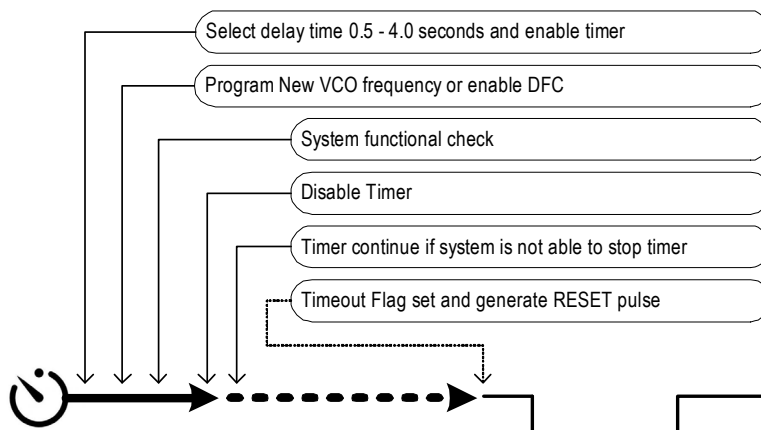 Select delay time 0.5 - 4.0 seconds and enable timer
Program New VCO frequency or enable DFC
System functional check
Disable Timer
Timer continue if system is not able to stop timer
Timeout Flag set and generate RESET pulse